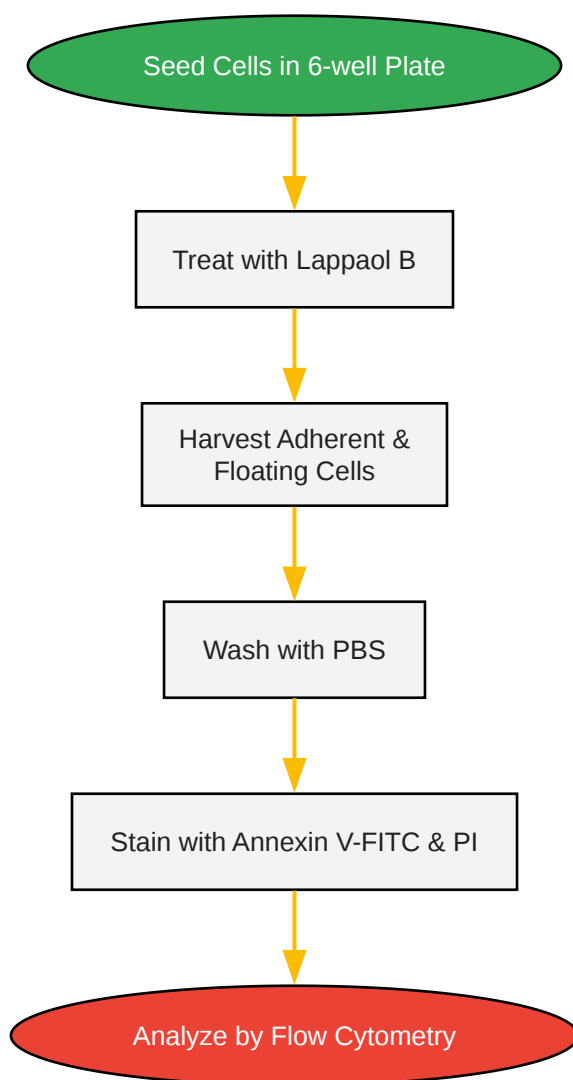 Seed Cells in 6-well Plate
Treat with Lappaol B
Harvest Adherent &
Floating Cells
Wash with PBS
Stain with Annexin V-FITC & PI
Analyze by Flow Cytometry